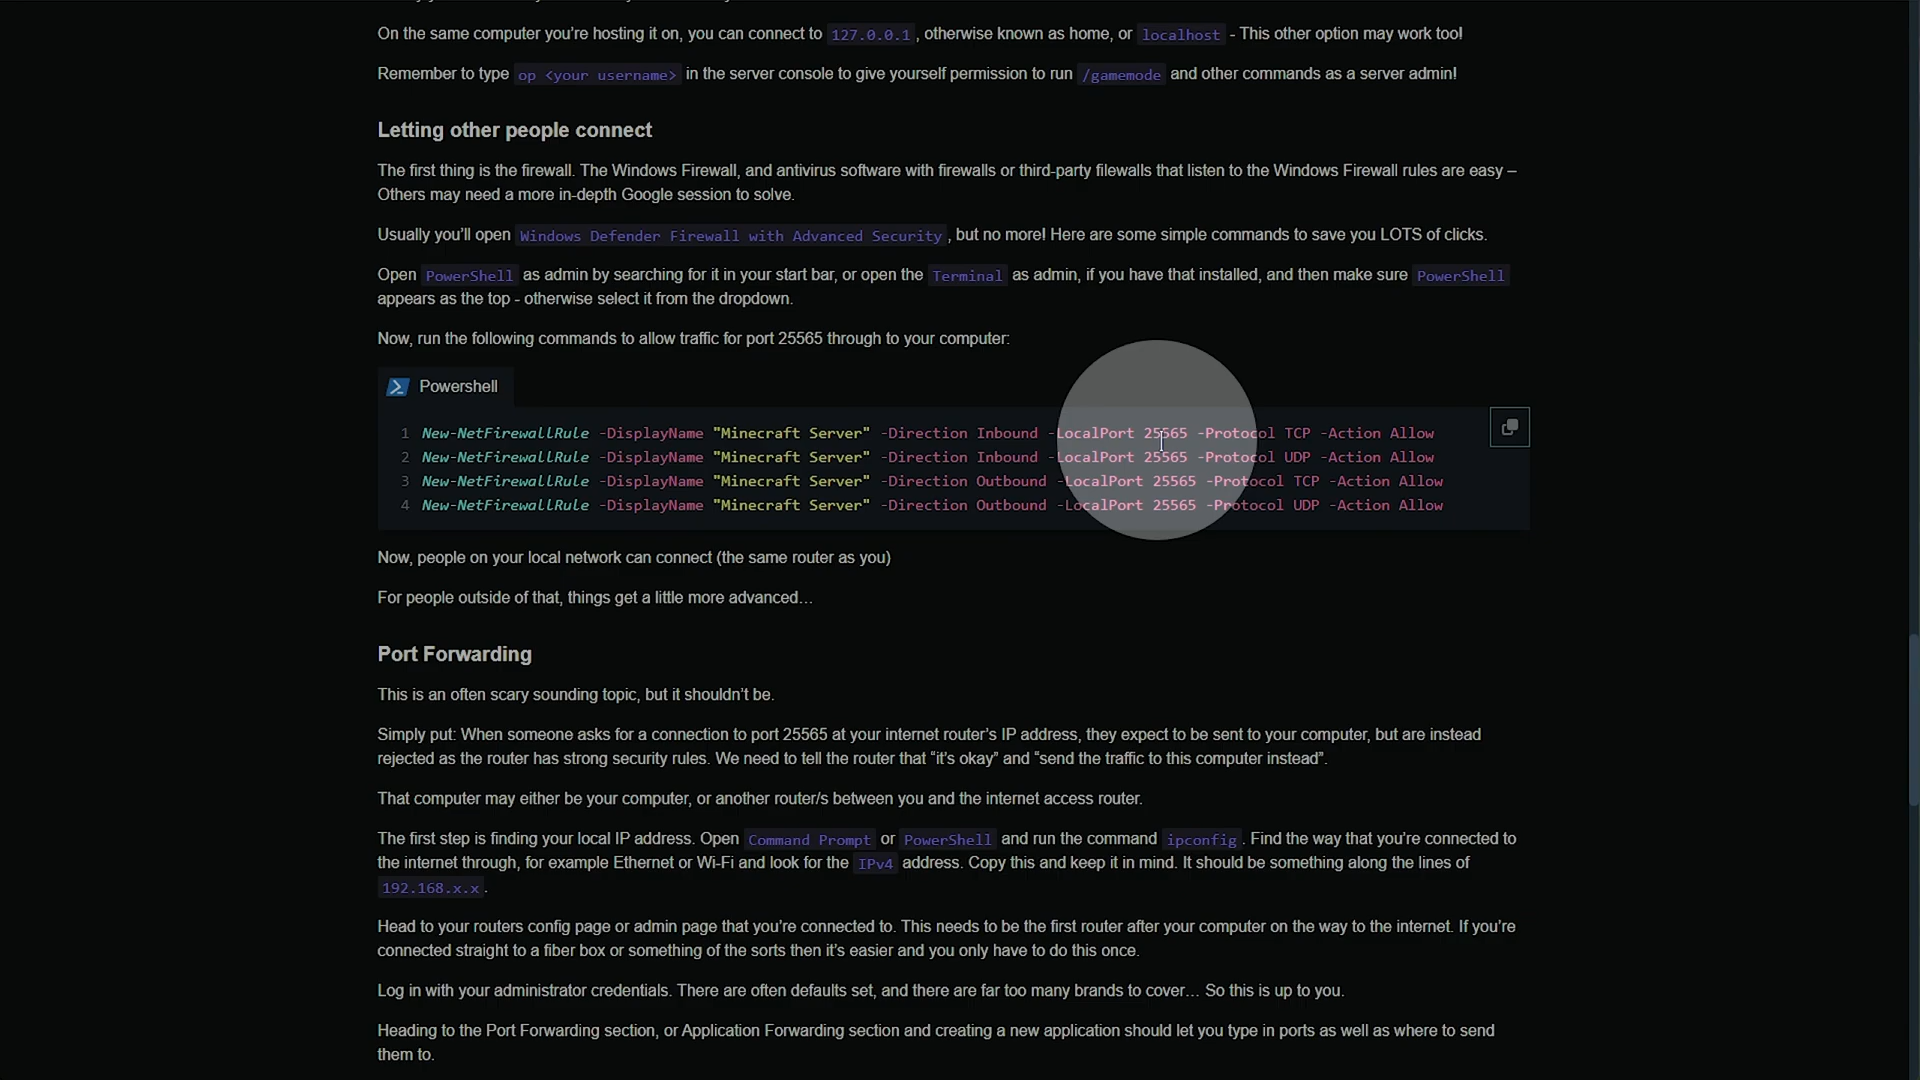 On the same computer you're hosting it on, you can connect to 127.0.0.1, otherwise known as home, or localhost - This other option may work too!
Remember to type op <your username> in the server console to give yourself permission to run /gamemode and other commands as a server admin!
Letting other people connect
The first thing is the firewall. The Windows Firewall, and antivirus software with firewalls or third-party filewalls that listen to the Windows Firewall rules are easy –
Others may need a more in-depth Google session to solve.
Usually you'll open Windows Defender Firewall with Advanced Security, but no more! Here are some simple commands to save you LOTS of clicks.
Open PowerShell as admin by searching for it in your start bar, or open the Terminal as admin, if you have that installed, and then make sure PowerShell
appears as the top - otherwise select it from the dropdown.
Now, run the following commands to allow traffic for port 25565 through to your computer:
Powershell
1 New-NetFirewallRule -DisplayName "Minecraft Server" -Direction Inbound -LocalPort 25565 -Protocol TCP -Action Allow
2 New-NetFirewallRule -DisplayName "Minecraft Server" -Direction Inbound -LocalPort 25565 -Protocol UDP -Action Allow
3 New-NetFirewallRule -DisplayName "Minecraft Server" -Direction Outbound -LocalPort 25565 -Protocol TCP -Action Allow
4 New-NetFirewallRule -DisplayName "Minecraft Server" -Direction Outbound -LocalPort 25565 -Protocol UDP -Action Allow
Now, people on your local network can connect (the same router as you)
For people outside of that, things get a little more advanced…
Port Forwarding
This is an often scary sounding topic, but it shouldn't be.
Simply put: When someone asks for a connection to port 25565 at your internet router's IP address, they expect to be sent to your computer, but are instead
rejected as the router has strong security rules. We need to tell the router that “it's okay” and “send the traffic to this computer instead”.
That computer may either be your computer, or another router/s between you and the internet access router.
The first step is finding your local IP address. Open Command Prompt or PowerShell and run the command ipconfig. Find the way that you're connected to
the internet through, for example Ethernet or Wi-Fi and look for the IPv4 address. Copy this and keep it in mind. It should be something along the lines of
192.168.x.x.
Head to your routers config page or admin page that you're connected to. This needs to be the first router after your computer on the way to the internet. If you're
connected straight to a fiber box or something of the sorts then it's easier and you only have to do this once.
Log in with your administrator credentials. There are often defaults set, and there are far too many brands to cover… So this is up to you.
Heading to the Port Forwarding section, or Application Forwarding section and creating a new application should let you type in ports as well as where to send
them to.